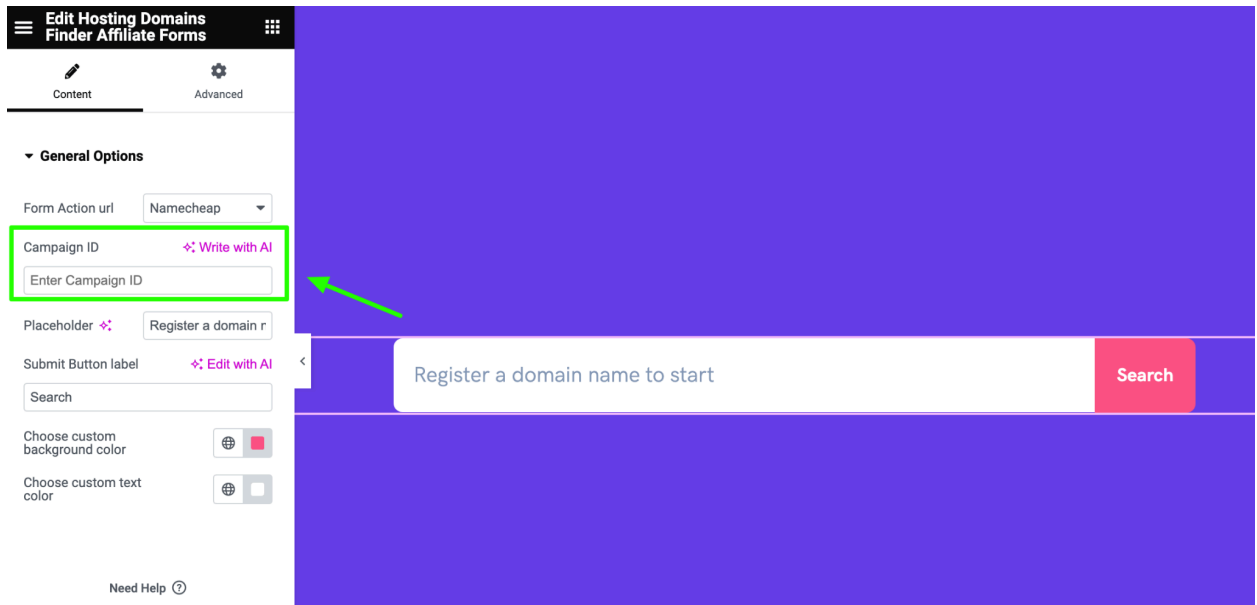 Edit Hosting Domains
Finder Affiliate Forms
Content
Advanced
General Options
Form Action url
Namecheap
Campaign ID
Write with AI
Enter Campaign ID
Placeholder
Register a domain r
Submit Button label
Edit with AI
Search
Choose custom
background color
Choose custom text
color
Need Help
Register a domain name to start
Search